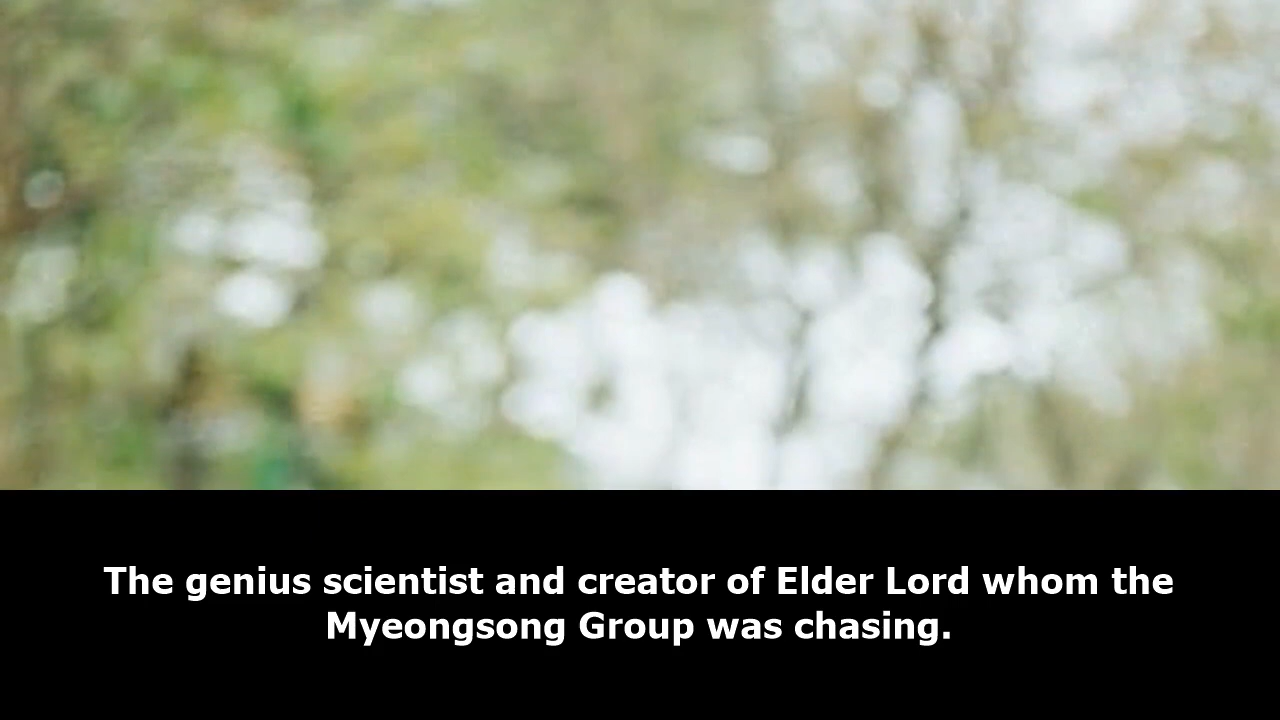 The genius scientist and creator of Elder Lord whom the
Myeongsong Group was chasing.